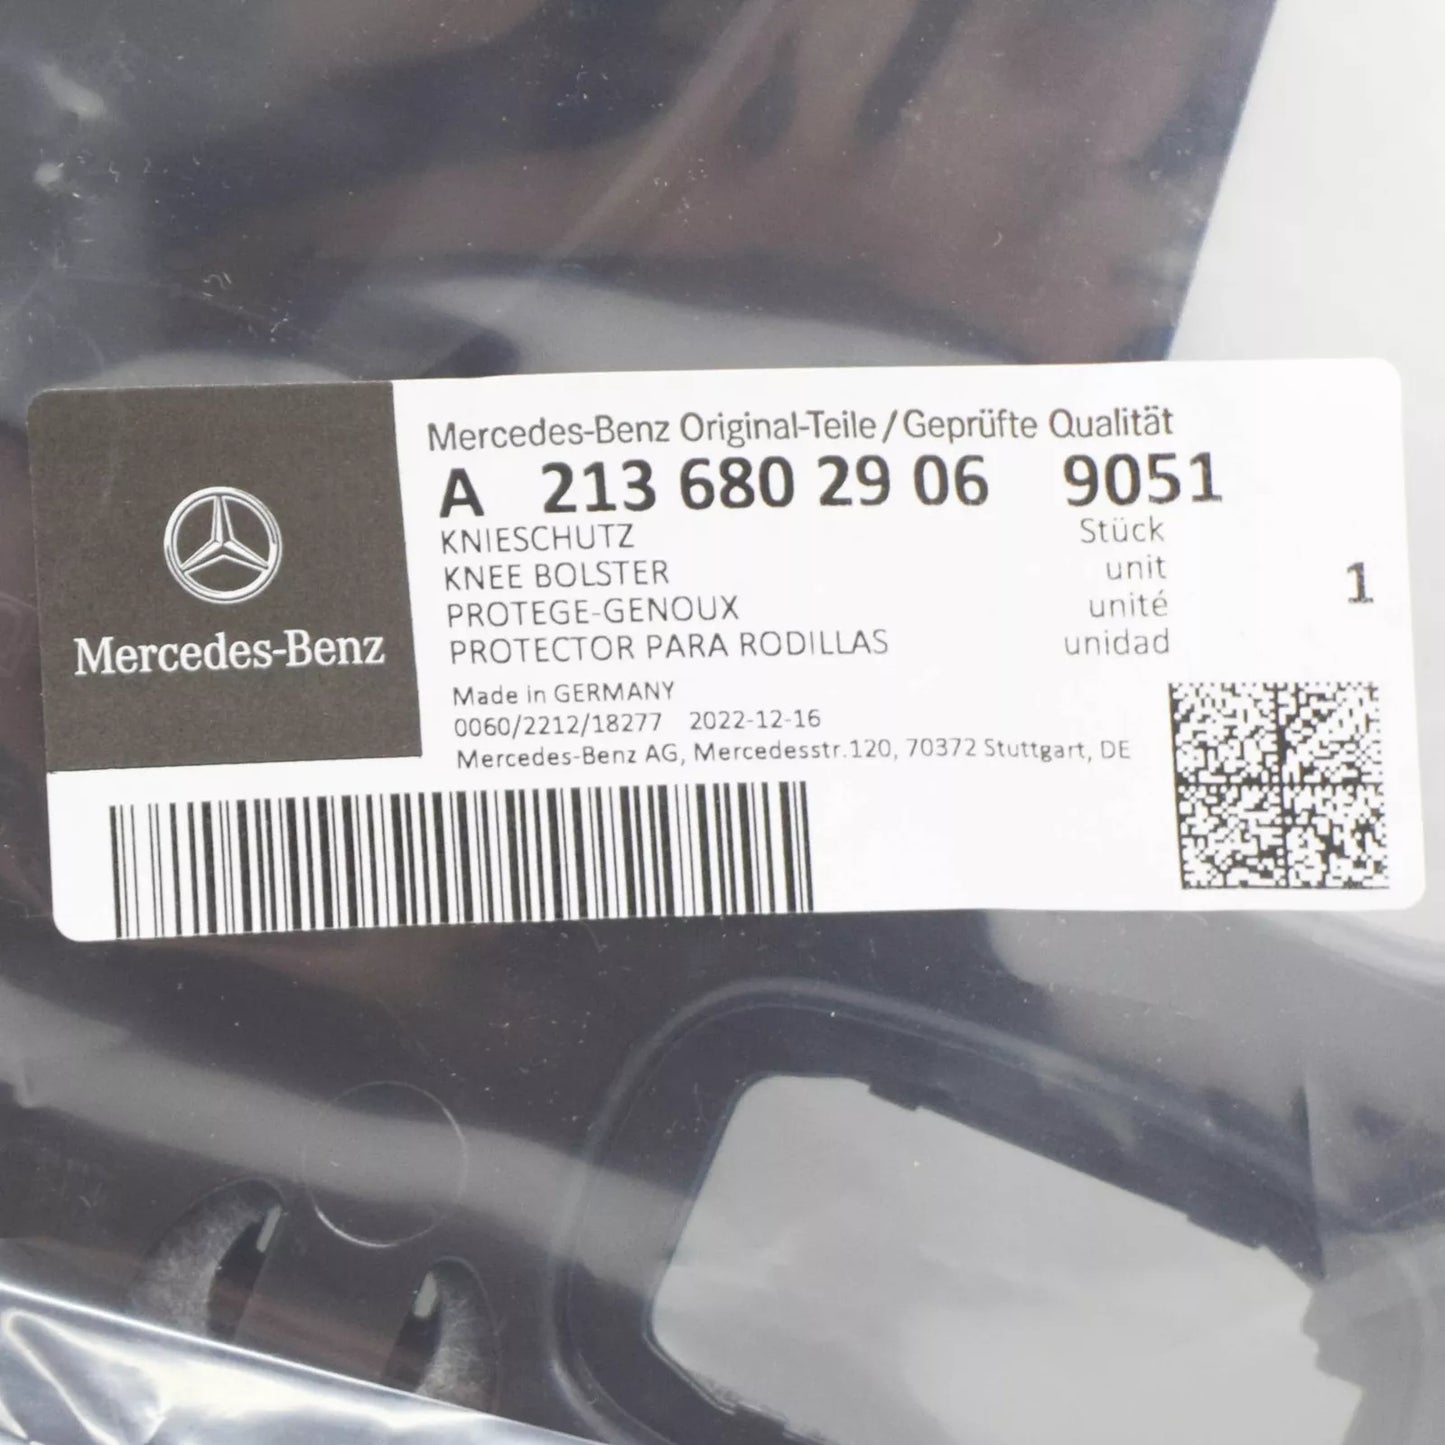 Mercedes-Benz
Mercedes-Benz Original-Teile/Geprüfte Qualität
A 213 680 29 06 9051
KNIESCHUTZ Stück
KNEE BOLSTER unit
PROTEGE-GENOUX unité
PROTECTOR PARA RODILLAS unidad
1
Made in GERMANY
0060/2212/18277 2022-12-16
Mercedes-Benz AG, Mercedesstr.120, 70372 Stuttgart, DE